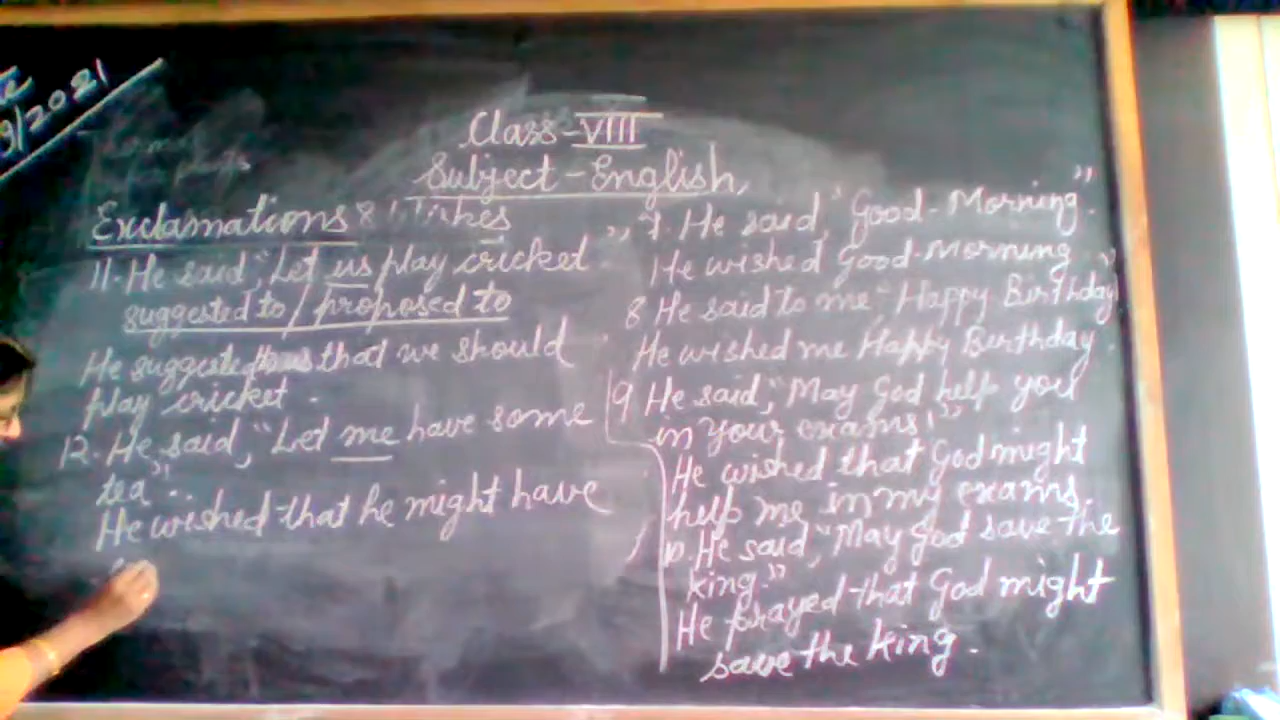 9/2021
Class-VIII
Subject-English
Exclamations & Wishes
11. He said, "Let us play cricket."
suggested to/proposed to
He suggested that we should
play cricket.
12. He said, "Let me have some
tea".
He wished that he might have
7. He said, "Good-Morning."
He wished Good-Morning
8 He said to me "Happy Birthday"
He wished me Happy Birthday.
9 He said, "May God help you
in your exams!"
He wished that God might
help me in my exams.
10. He said, "May God save the
king."
He prayed that God might
save the king.